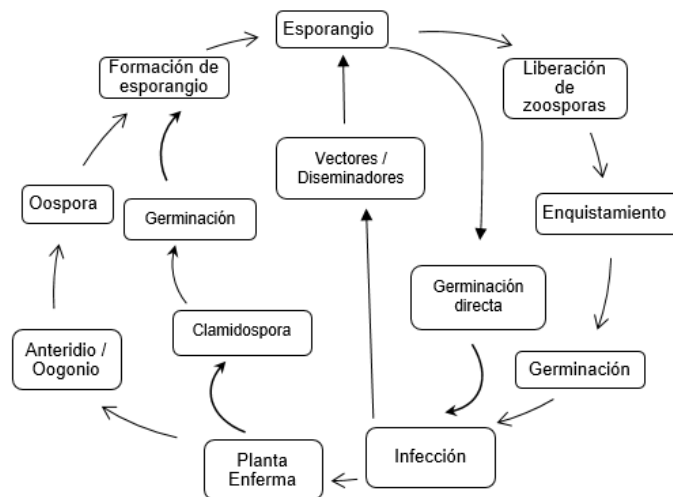 Esporangio
Formación de
esporangio
Liberación
de
zoosporas
Vectores /
Diseminadores
Oospora
Germinación
Enquistamiento
Germinación
directa
Anteridio /
Oogonio
Clamidospora
Germinación
Planta
Enferma
Infección